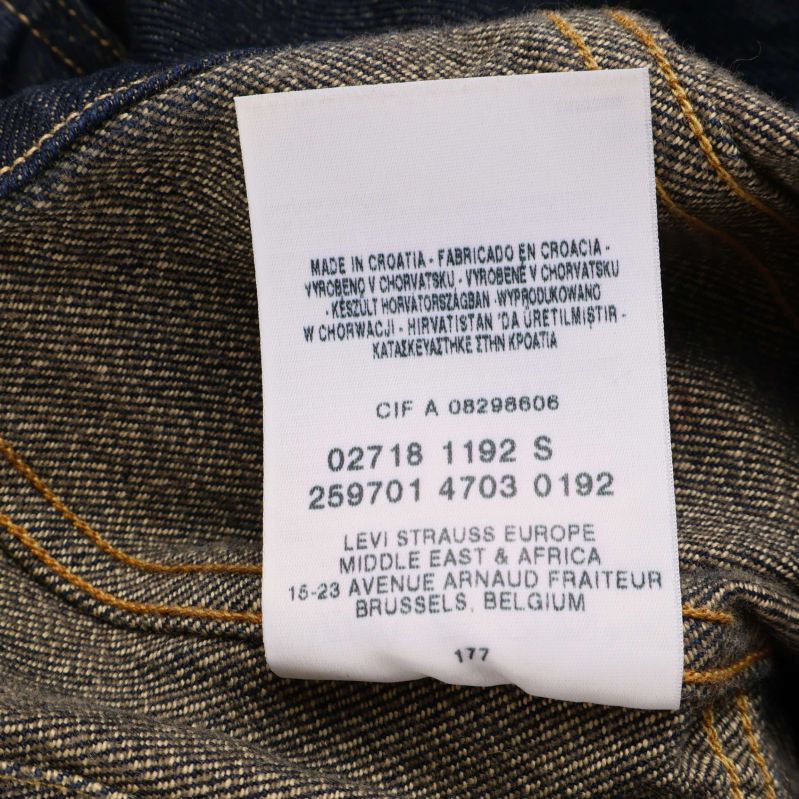 MADE IN CROATIA - FABRICADO EN CROACIA -
VYROBENO V CHORVATSKU - VYROBENÉ V CHORVATSKU
- KÉSZÜLT HORVÁTORSZÁGBAN -WYPRODUKOWANO
W CHORWACJI - HIRVATISTAN 'DA ÜRETILMIŞTIR -
ΚΑΤΑΣΚΕΥΑΣΤΗΚΕ ΣΤΗΝ ΚΡΟΑΤΙΑ
CIF A 08298606
02718 1192 S
259701 4703 0192
LEVI STRAUSS EUROPE
MIDDLE EAST & AFRICA
15-23 AVENUE ARNAUD FRAITEUR
BRUSSELS, BELGIUM
177